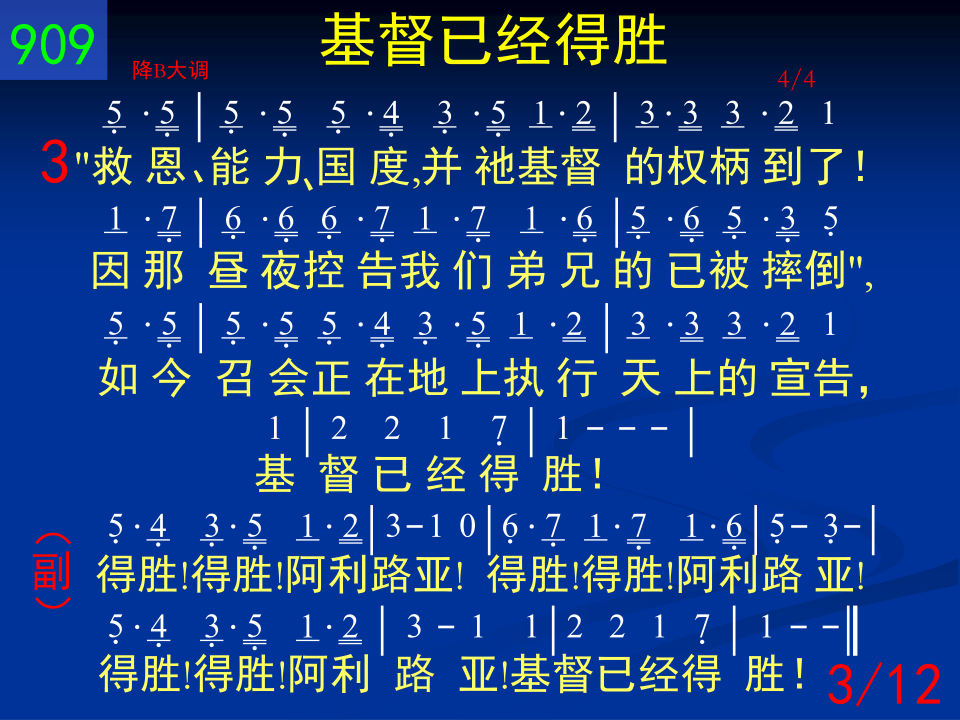 909
基督已经得胜
降B大调
4/4
5 · 5 | 5 · 5 5 · 4 3 · 5 1 · 2 | 3 · 3 3 · 2 1
3
"救 恩、能 力、国 度,并 祂基督 的权柄 到了!
1 · 7 | 6 · 6 6 · 7 1 · 7 1 · 6 | 5 · 6 5 · 3 5
因 那 昼 夜控 告我 们 弟 兄 的 已被 摔倒",
5 · 5 | 5 · 5 5 · 4 3 · 5 1 · 2 | 3 · 3 3 · 2 1
如 今 召 会正 在地 上执 行 天 上的 宣告,
1 | 2 2 1 7 | 1 - - - |
基 督 已 经 得 胜!
5 · 4 3 · 5 1 · 2 | 3 - 1 0 | 6 · 7 1 · 7 1 · 6 | 5 - 3 - |
(副)
得胜!得胜!阿利路亚! 得胜!得胜!阿利路 亚!
5 · 4 3 · 5 1 · 2 | 3 - 1 1 | 2 2 1 7 | 1 - - ‖
得胜!得胜!阿利 路 亚!基督已经得 胜!
3/12